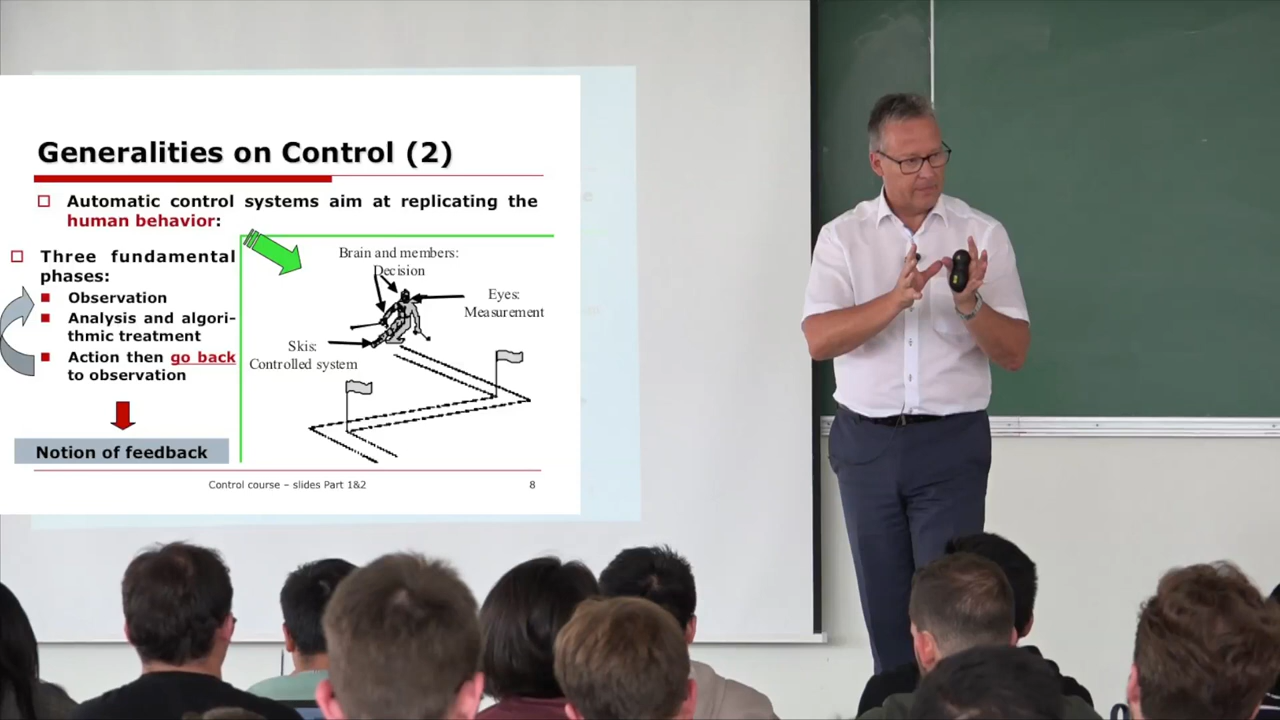 Generalities on Control (2)
Automatic control systems aim at replicating the
human behavior:
Three fundamental
phases:
Observation
Analysis and algori-
thmic treatment
Action then go back
to observation
Notion of feedback
Brain and members:
Decision
Eyes:
Measurement
Skis:
Controlled system
Control course – slides Part 1&2
8